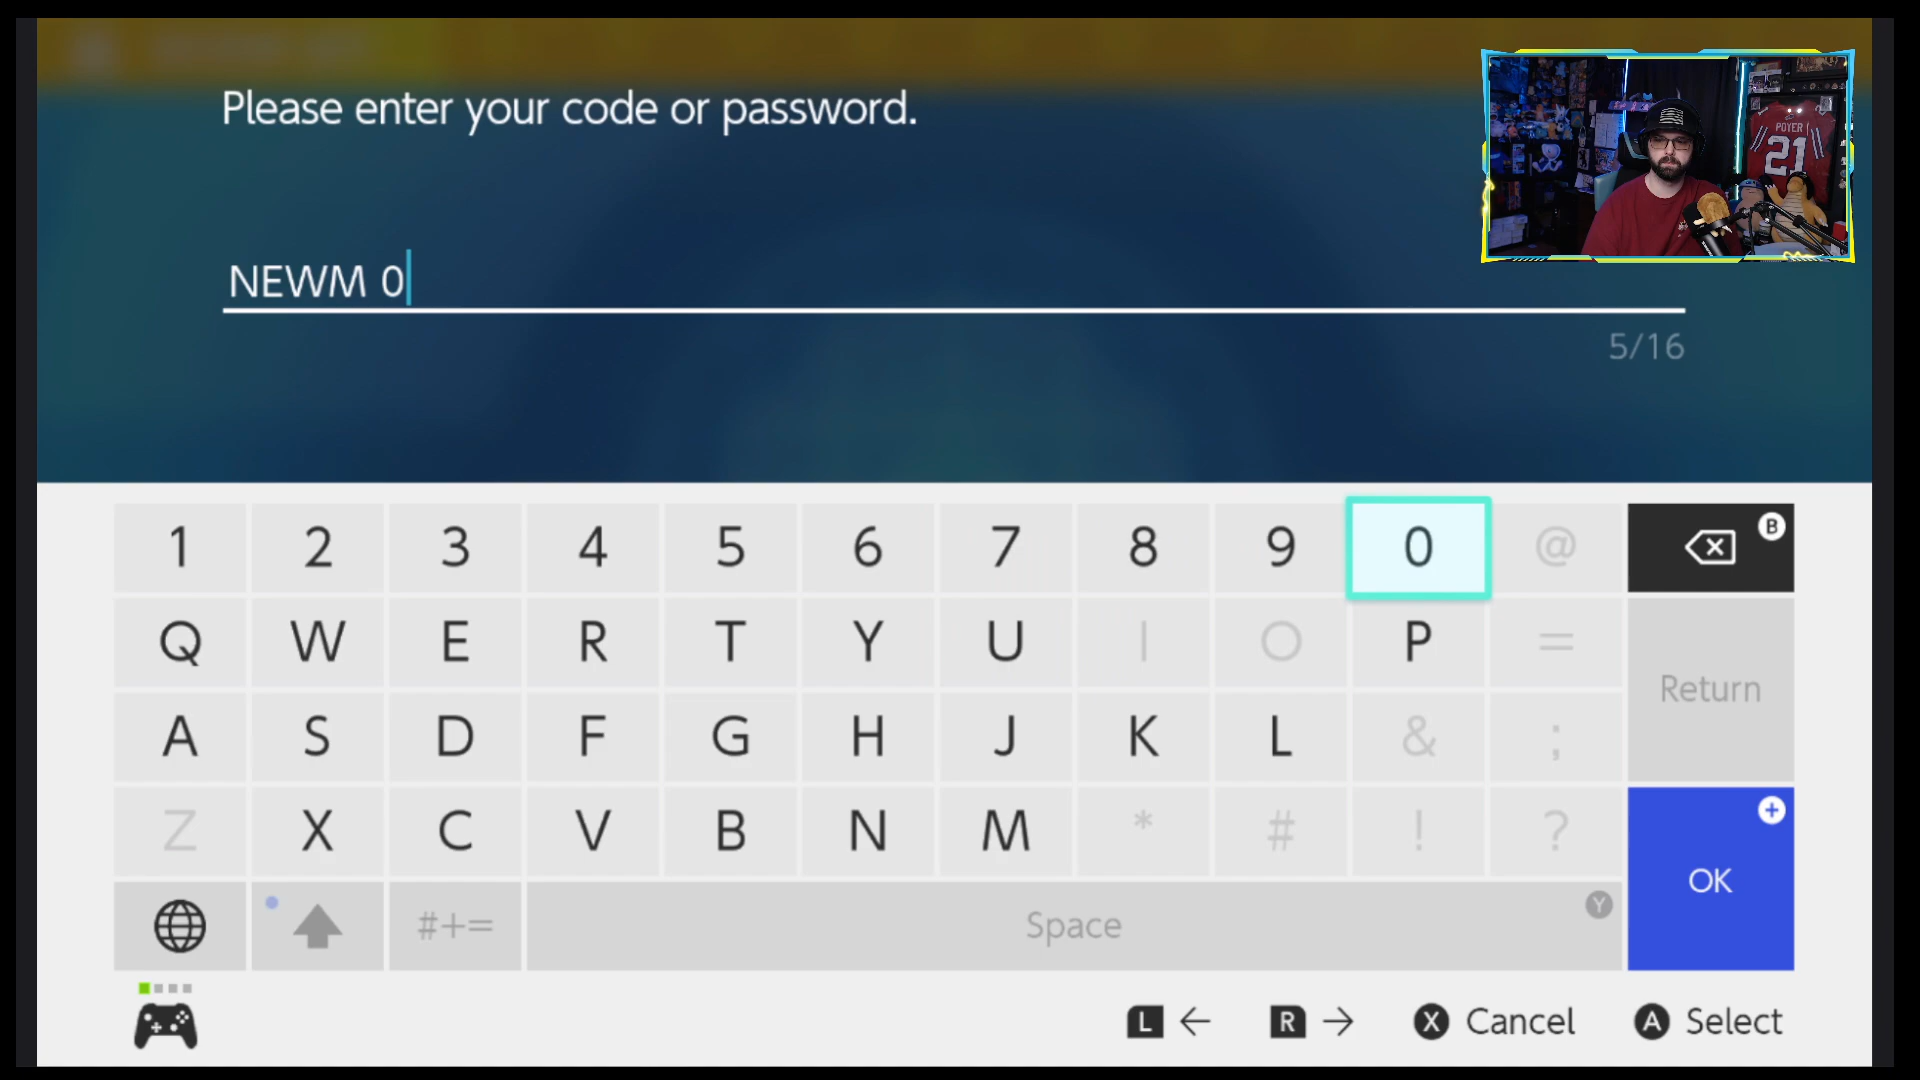 Please enter your code or password.
POYER
21
NEWM 0
5/16
1 2 3 4 5 6 7 8 9 0 @ B
Q W E R T Y U I O P =
Return
A S D F G H J K L & ;
Z X C V B N M * # ! ?
+
OK
#+= Space Y
L ← R → X Cancel A Select